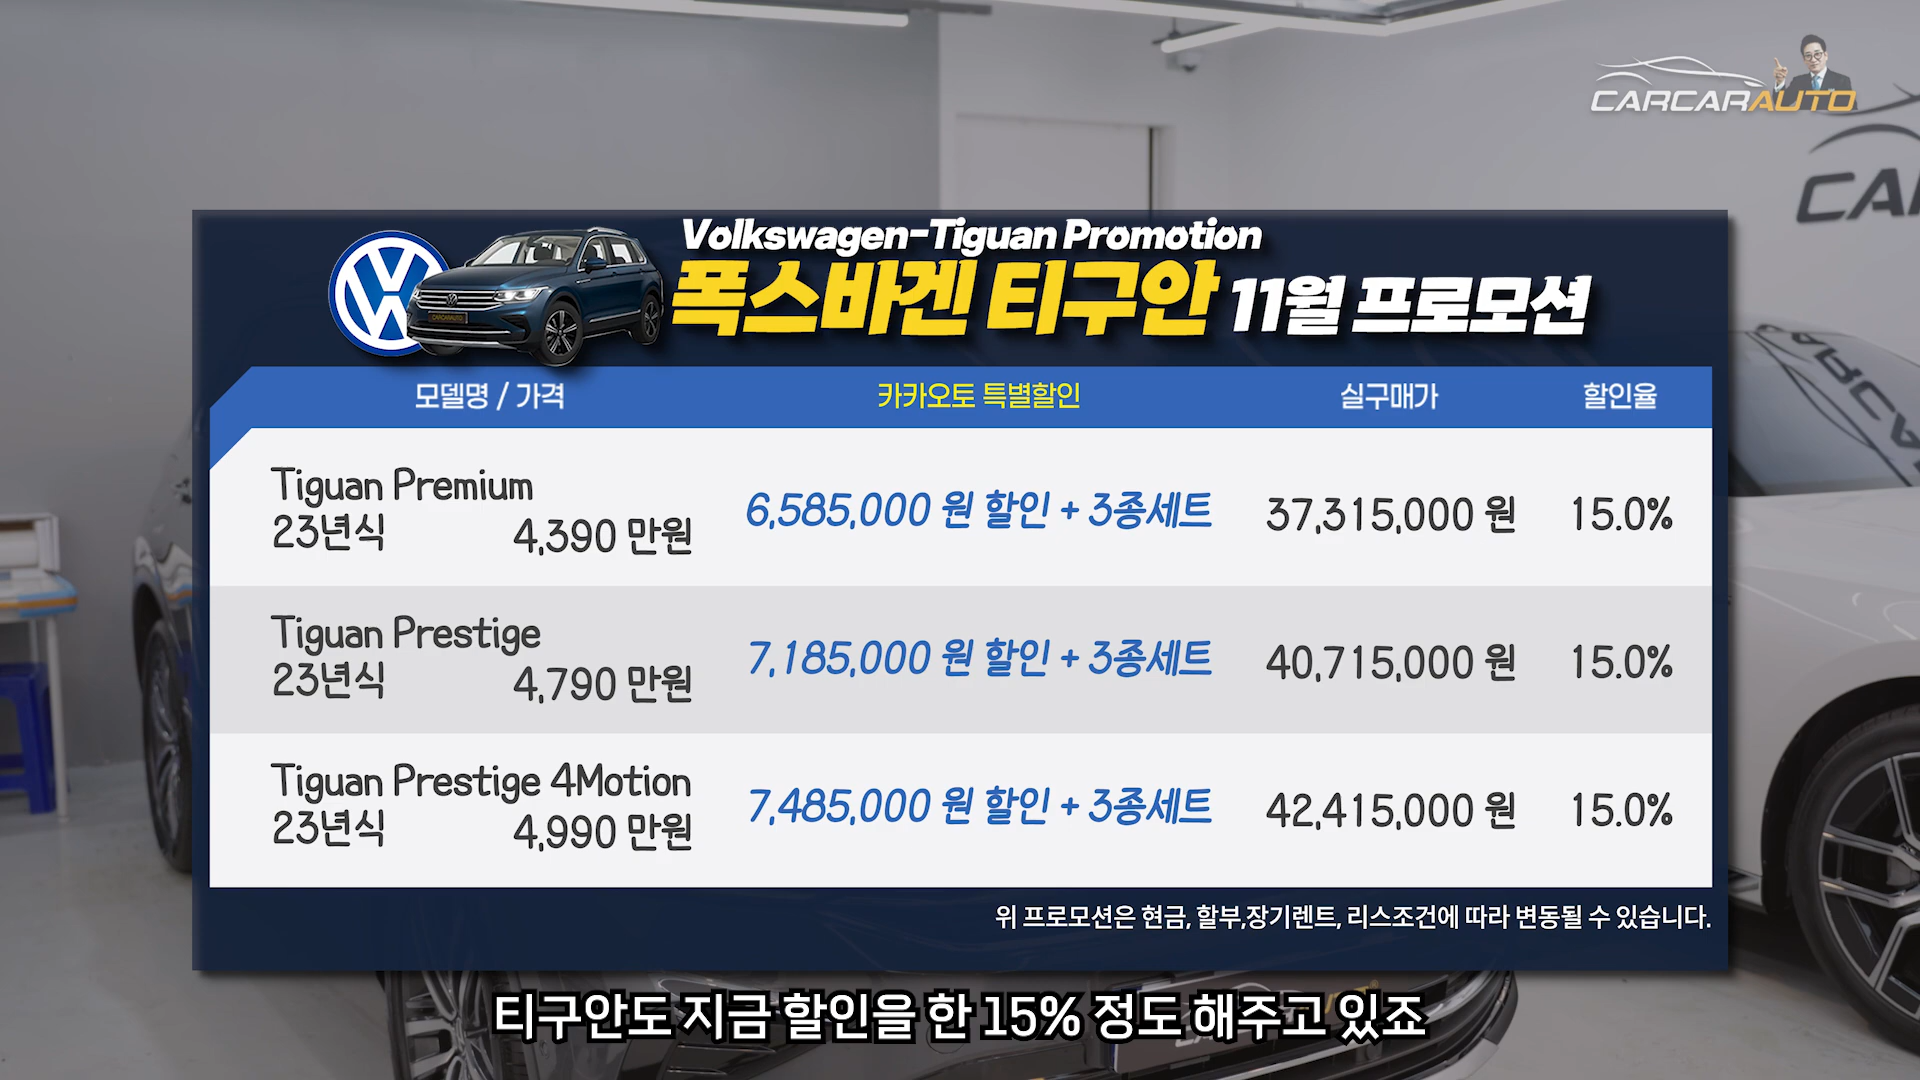 CARCARAUTO
CA
Volkswagen-Tiguan Promotion
폭스바겐 티구안 11월 프로모션
모델명 / 가격 카카오토 특별할인 실구매가 할인율
Tiguan Premium
23년식 4,390 만원 6,585,000 원 할인 + 3종세트 37,315,000 원 15.0%
Tiguan Prestige
23년식 4,790 만원 7,185,000 원 할인 + 3종세트 40,715,000 원 15.0%
Tiguan Prestige 4Motion
23년식 4,990 만원 7,485,000 원 할인 + 3종세트 42,415,000 원 15.0%
위 프로모션은 현금, 할부,장기렌트, 리스조건에 따라 변동될 수 있습니다.
티구안도 지금 할인을 한 15% 정도 해주고 있죠